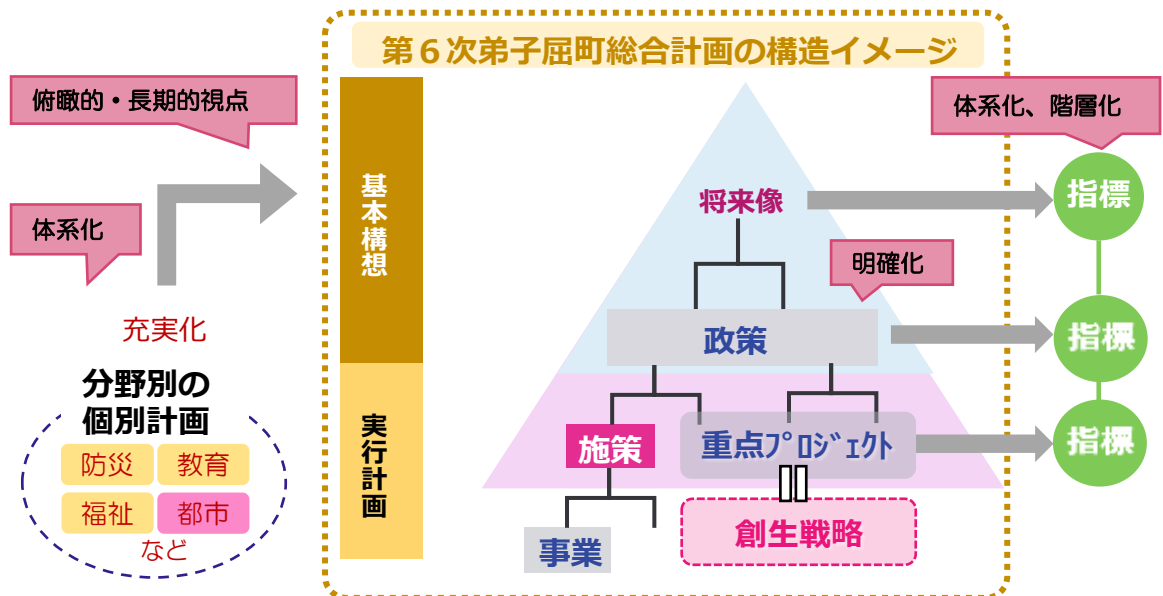 第６次弟子屈町総合計画の構造イメージ
俯瞰的・長期的視点
体系化
充実化
分野別の
個別計画
防災
教育
福祉
都市
など
基本構想
実行計画
将来像
明確化
政策
施策
重点ﾌﾟﾛｼﾞｪｸﾄ
事業
創生戦略
体系化、階層化
指標
指標
指標